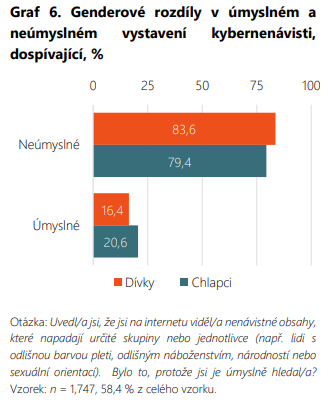 Graf 6. Genderové rozdíly v úmyslném a
neúmyslném vystavení kybernenávisti,
dospívající, %
0 25 50 75 100
Neúmyslné
83,6
79,4
Úmyslné
16,4
20,6
Dívky Chlapci
Otázka: Uvedl/a jsi, že jsi na internetu viděl/a nenávistné obsahy,
které napadají určité skupiny nebo jednotlivce (např. lidi s
odlišnou barvou pleti, odlišným náboženstvím, národností nebo
sexuální orientací). Bylo to, protože jsi je úmyslně hledal/a?
Vzorek: n = 1,747, 58,4 % z celého vzorku.